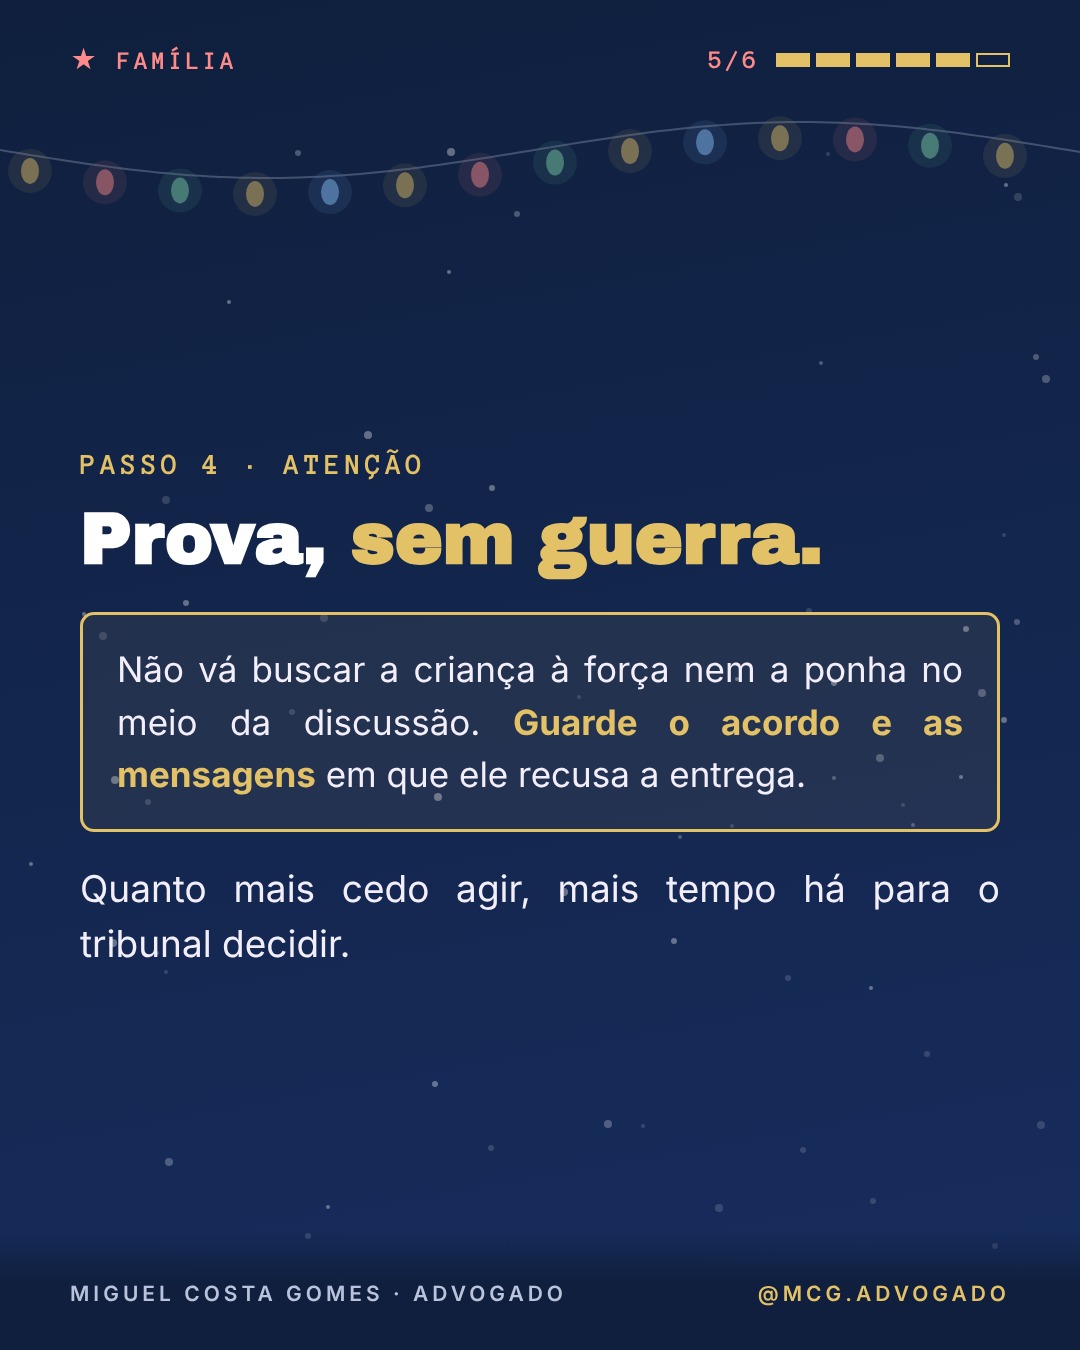 ★ FAMÍLIA
5/6
PASSO 4 · ATENÇÃO
Prova, sem guerra.
Não vá buscar a criança à força nem a ponha no
meio da discussão. Guarde o acordo e as
mensagens em que ele recusa a entrega.
Quanto mais cedo agir, mais tempo há para o
tribunal decidir.
MIGUEL COSTA GOMES · ADVOGADO
@MCG.ADVOGADO